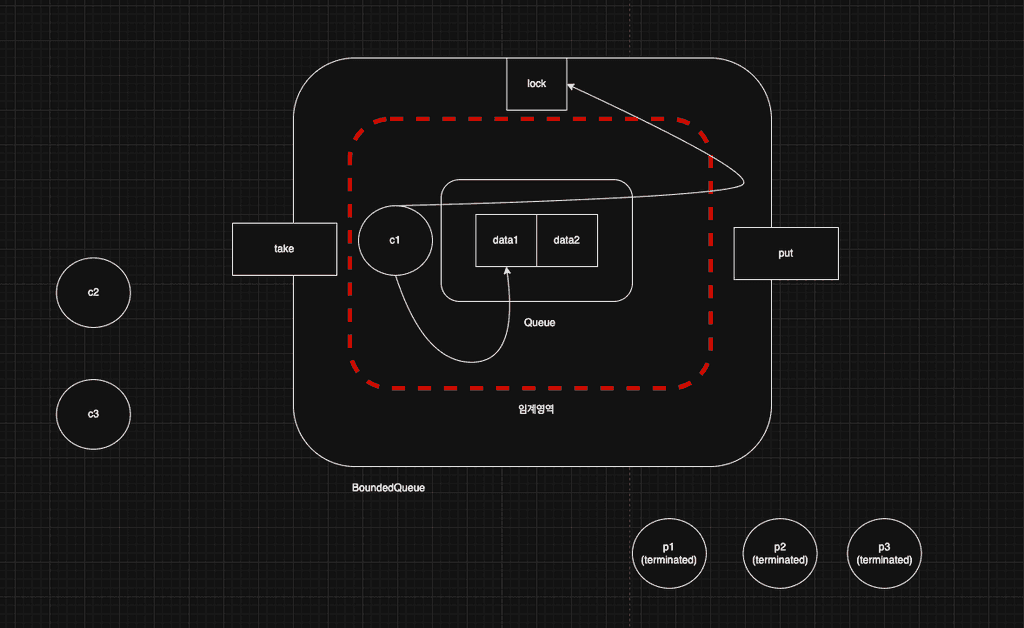 lock
take
c1
data1
data2
put
c2
Queue
c3
임계영역
BoundedQueue
p1
(terminated)
p2
(terminated)
p3
(terminated)